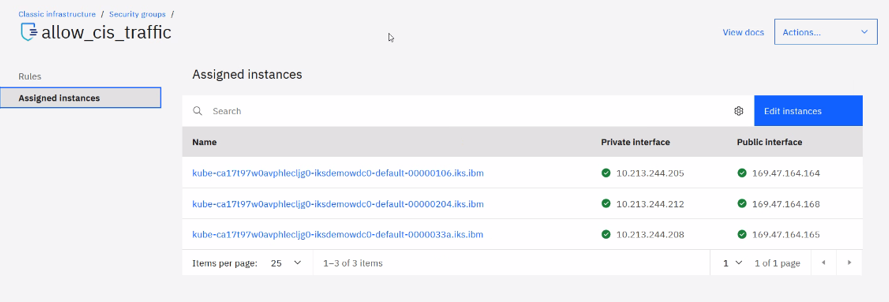 Classic infrastructure / Security groups /
allow_cis_traffic
View docs
Actions...
Rules
Assigned instances
Assigned instances
Search
Edit instances
Name Private interface Public interface
kube-ca17t97w0avphlecljg0-iksdemowdc0-default-00000106.iks.ibm 10.213.244.205 169.47.164.164
kube-ca17t97w0avphlecljg0-iksdemowdc0-default-00000204.iks.ibm 10.213.244.212 169.47.164.168
kube-ca17t97w0avphlecljg0-iksdemowdc0-default-0000033a.iks.ibm 10.213.244.208 169.47.164.165
Items per page: 25 1–3 of 3 items 1 1 of 1 page